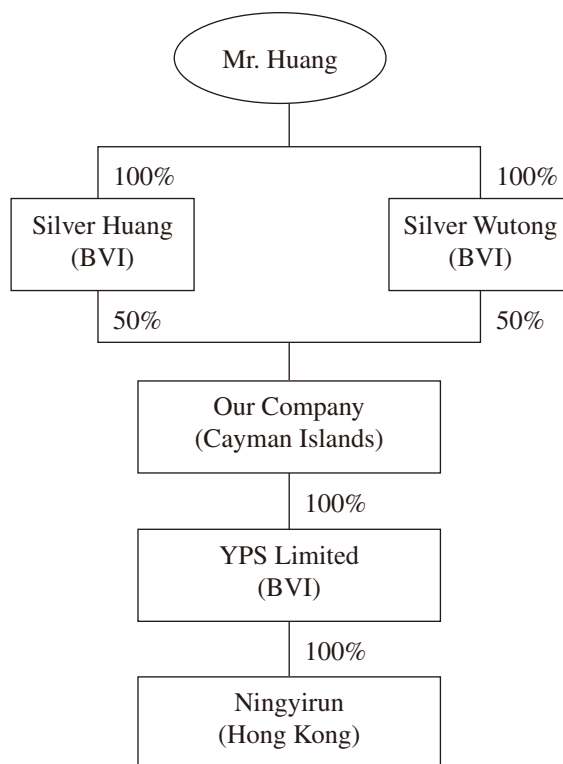 Mr. Huang
100%
100%
Silver Huang
(BVI)
Silver Wutong
(BVI)
50%
50%
Our Company
(Cayman Islands)
100%
YPS Limited
(BVI)
100%
Ningyirun
(Hong Kong)